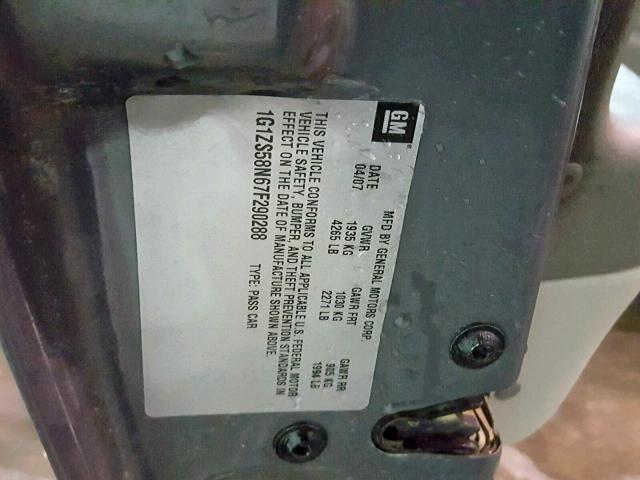 GM
MFD BY GENERAL MOTORS CORP.
DATE GVWR GAWR FRT GAWR RR
04/07 1935 KG 1030 KG 905 KG
4265 LB 2271 LB 1994 LB
THIS VEHICLE CONFORMS TO ALL APPLICABLE U.S. FEDERAL MOTOR
VEHICLE SAFETY, BUMPER, AND THEFT PREVENTION STANDARDS IN
EFFECT ON THE DATE OF MANUFACTURE SHOWN ABOVE.
1G1ZS58N67F290288 TYPE: PASS CAR